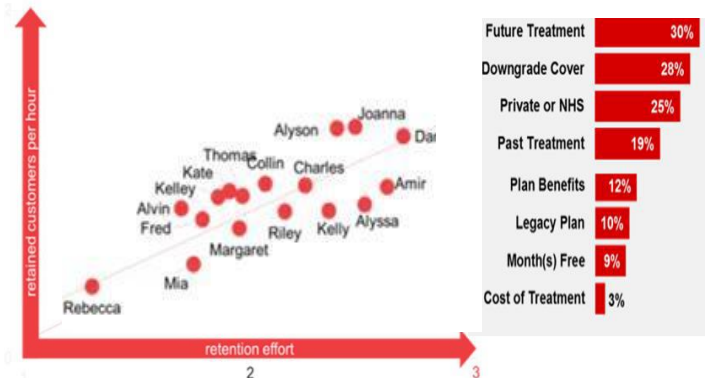 retained customers per hour
Joanna
Alyson
Dar
Thomas
Collin
Charles
Kate
Kelley
Amir
Alvin
Fred
Alyssa
Riley
Kelly
Margaret
Mia
Rebecca
retention effort
2
3
Future Treatment 30%
Downgrade Cover 28%
Private or NHS 25%
Past Treatment 19%
Plan Benefits 12%
Legacy Plan 10%
Month(s) Free 9%
Cost of Treatment 3%